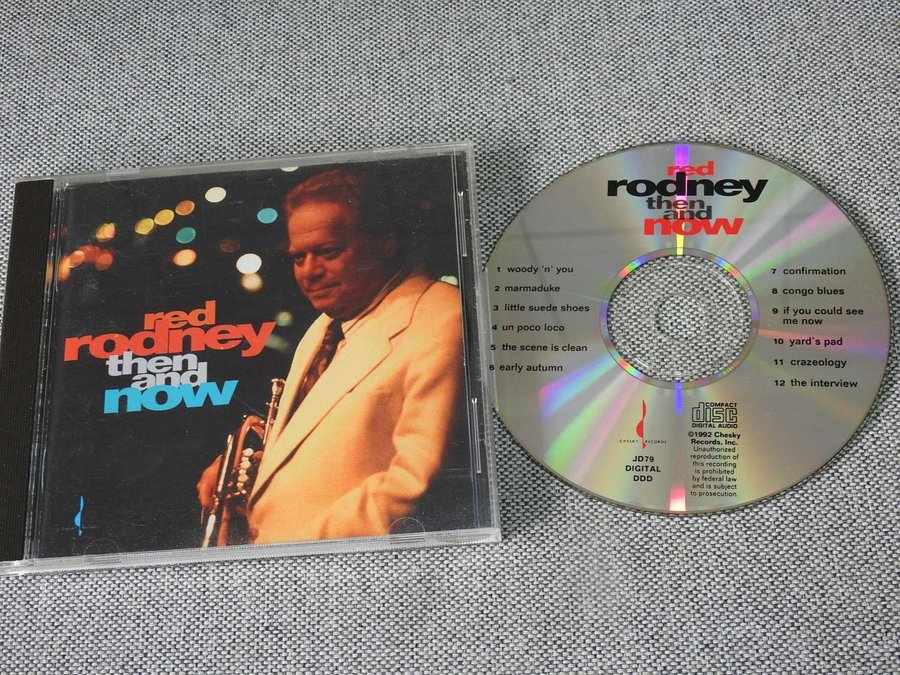 red
rodney
then
and
now
red
rodney
then
and
now
1 woody 'n' you
2 marmaduke
3 little suede shoes
4 un poco loco
5 the scene is clean
6 early autumn
7 confirmation
8 congo blues
9 if you could see
me now
10 yard's pad
11 crazeology
12 the interview
CHESKY RECORDS
JD79
DIGITAL
DDD
COMPACT
disc
DIGITAL AUDIO
©1992 Chesky
Records, Inc.
Unauthorized
reproduction of
this recording
is prohibited
by federal law
and is subject
to prosecution.